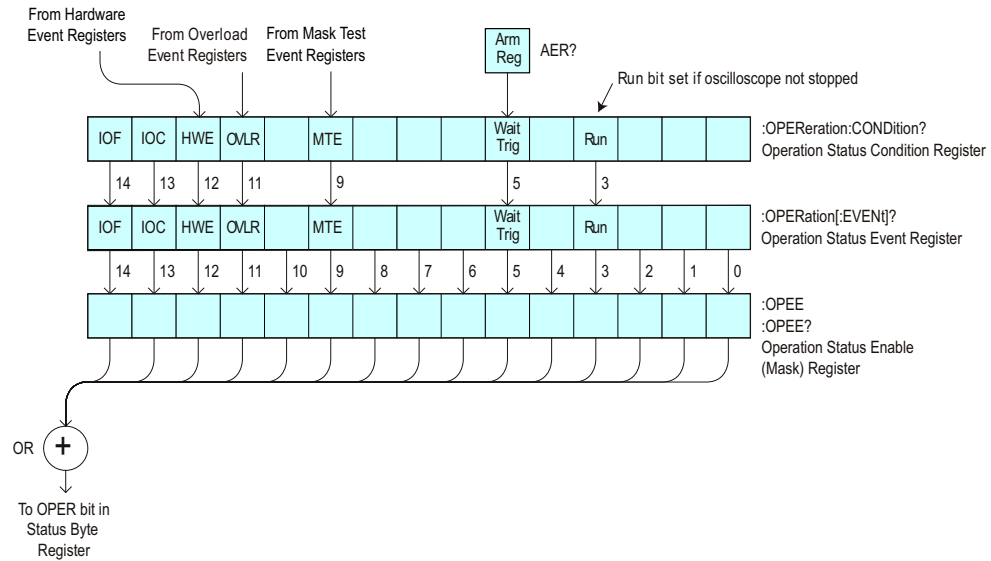 From Hardware
Event Registers
From Overload
Event Registers
From Mask Test
Event Registers
Arm
Reg
AER?
Run bit set if oscilloscope not stopped
IOF IOC HWE OVLR MTE Wait Trig Run
:OPEReration:CONDition?
Operation Status Condition Register
14 13 12 11 9 5 3
IOF IOC HWE OVLR MTE Wait Trig Run
:OPERation[:EVENt]?
Operation Status Event Register
14 13 12 11 10 9 8 7 6 5 4 3 2 1 0
:OPEE
:OPEE?
Operation Status Enable
(Mask) Register
OR +
To OPER bit in
Status Byte
Register